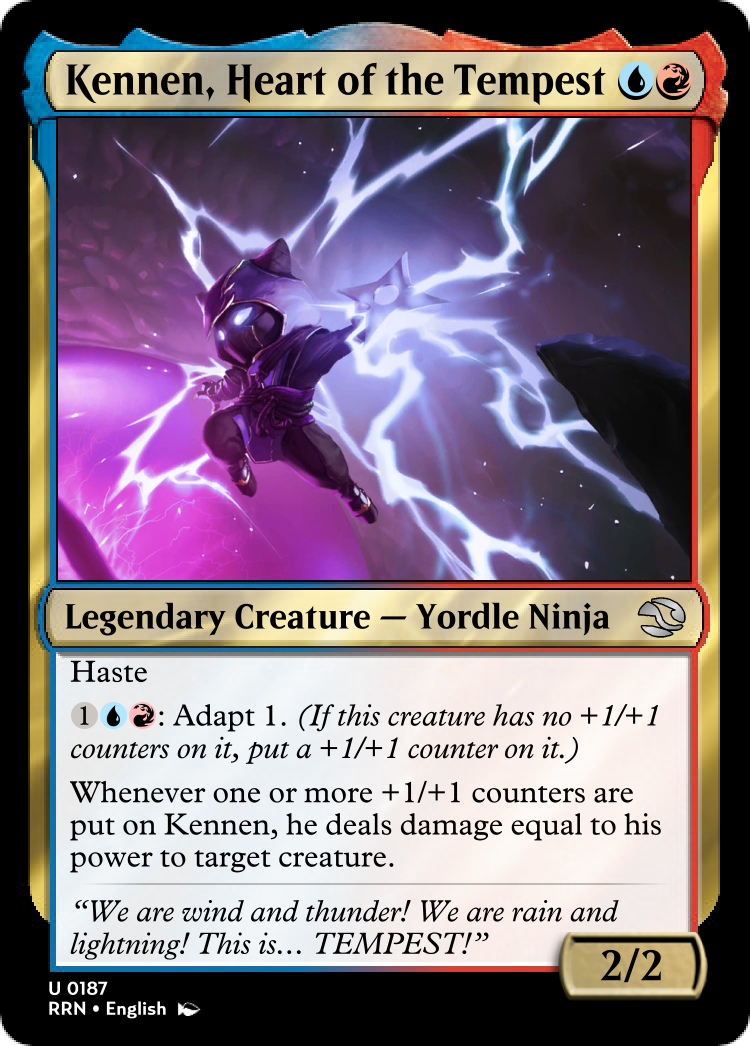 Kennen, Heart of the Tempest
Legendary Creature — Yordle Ninja
Haste
1: Adapt 1. (If this creature has no +1/+1
counters on it, put a +1/+1 counter on it.)
Whenever one or more +1/+1 counters are
put on Kennen, he deals damage equal to his
power to target creature.
“We are wind and thunder! We are rain and
lightning! This is… TEMPEST!”
2/2
U 0187
RRN • English